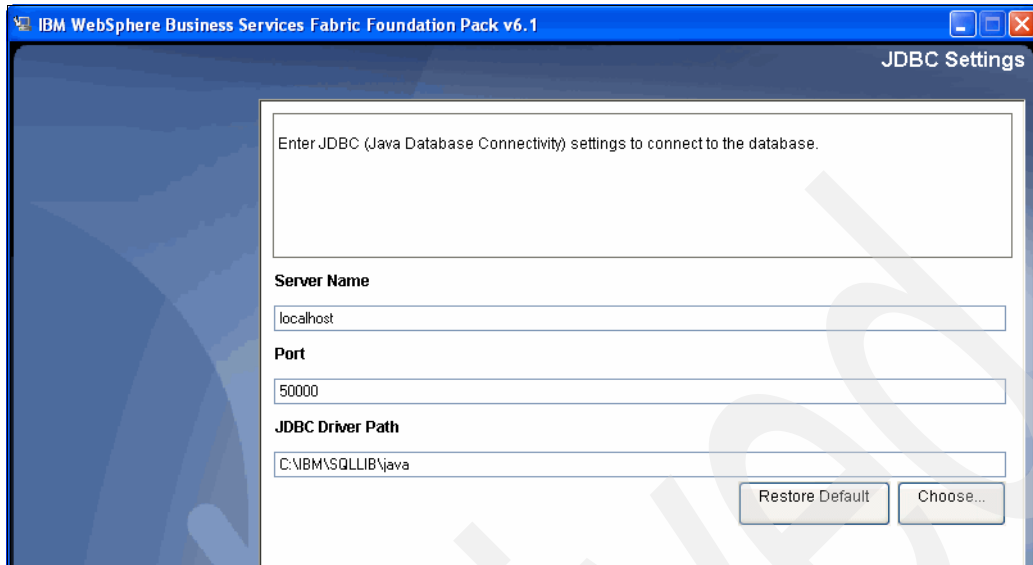 IBM WebSphere Business Services Fabric Foundation Pack v6.1
JDBC Settings
Enter JDBC (Java Database Connectivity) settings to connect to the database.
Server Name
localhost
Port
50000
JDBC Driver Path
C:\IBM\SQLLIB\java
Restore Default
Choose...